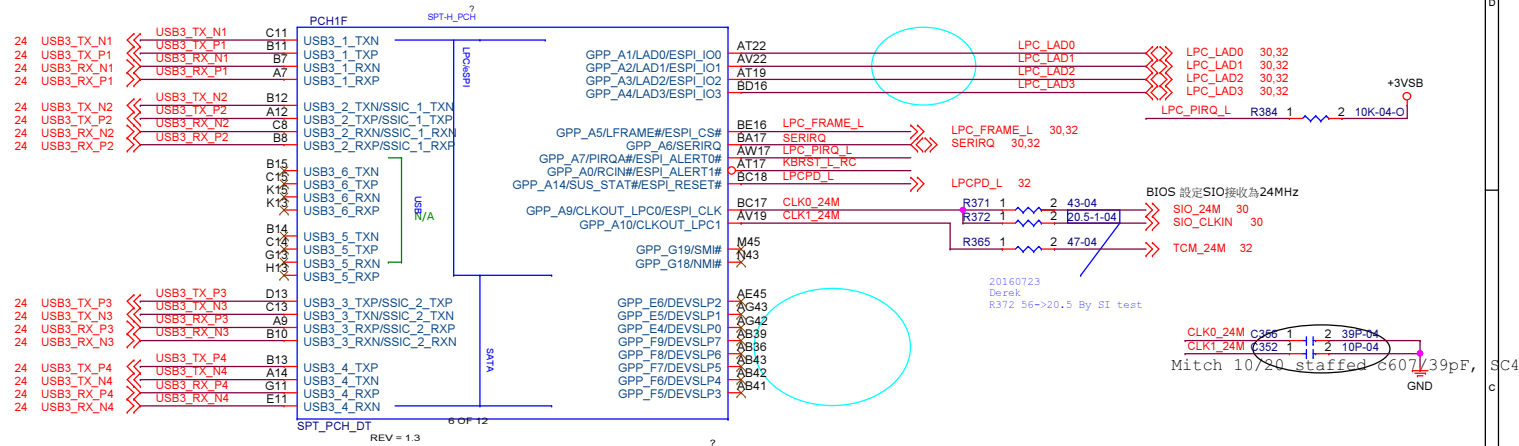 ?
PCH1F
SPT-H_PCH
D
24 USB3_TX_N1 USB3_TX_N1 C11 USB3_1_TXN
24 USB3_TX_P1 USB3_TX_P1 B11 USB3_1_TXP
24 USB3_RX_N1 USB3_RX_N1 B7 USB3_1_RXN
24 USB3_RX_P1 USB3_RX_P1 A7 USB3_1_RXP
24 USB3_TX_N2 USB3_TX_N2 B12 USB3_2_TXN/SSIC_1_TXN
24 USB3_TX_P2 USB3_TX_P2 A12 USB3_2_TXP/SSIC_1_TXP
24 USB3_RX_N2 USB3_RX_N2 C8 USB3_2_RXN/SSIC_1_RXN
24 USB3_RX_P2 USB3_RX_P2 B8 USB3_2_RXP/SSIC_1_RXP
B15 USB3_6_TXN
C15 USB3_6_TXP
K15 USB3_6_RXN
K13 USB3_6_RXP
B14 USB3_5_TXN
C14 USB3_5_TXP
G13 USB3_5_RXN
H13 USB3_5_RXP
24 USB3_TX_P3 USB3_TX_P3 D13 USB3_3_TXP/SSIC_2_TXP
24 USB3_TX_N3 USB3_TX_N3 C13 USB3_3_TXN/SSIC_2_TXN
24 USB3_RX_P3 USB3_RX_P3 A9 USB3_3_RXP/SSIC_2_RXP
24 USB3_RX_N3 USB3_RX_N3 B10 USB3_3_RXN/SSIC_2_RXN
24 USB3_TX_P4 USB3_TX_P4 B13 USB3_4_TXP
24 USB3_TX_N4 USB3_TX_N4 A14 USB3_4_TXN
24 USB3_RX_P4 USB3_RX_P4 G11 USB3_4_RXP
24 USB3_RX_N4 USB3_RX_N4 E11 USB3_4_RXN
LPC/eSPI
USB
N/A
SATA
GPP_A1/LAD0/ESPI_IO0 AT22 LPC_LAD0 LPC_LAD0 30,32
GPP_A2/LAD1/ESPI_IO1 AV22 LPC_LAD1 LPC_LAD1 30,32
GPP_A3/LAD2/ESPI_IO2 AT19 LPC_LAD2 LPC_LAD2 30,32
GPP_A4/LAD3/ESPI_IO3 BD16 LPC_LAD3 LPC_LAD3 30,32
GPP_A5/LFRAME#/ESPI_CS# BE16 LPC_FRAME_L LPC_FRAME_L 30,32
GPP_A6/SERIRQ BA17 SERIRQ SERIRQ 30,32
GPP_A7/PIRQA#/ESPI_ALERT0# AW17 LPC_PIRQ_L
GPP_A0/RCIN#/ESPI_ALERT1# AT17 KBRST_L_RC
GPP_A14/SUS_STAT#/ESPI_RESET# BC18 LPCPD_L LPCPD_L 32
GPP_A9/CLKOUT_LPC0/ESPI_CLK BC17 CLK0_24M
GPP_A10/CLKOUT_LPC1 AV19 CLK1_24M
GPP_G19/SMI# M45
GPP_G18/NMI# N43
GPP_E6/DEVSLP2 AE45
GPP_E5/DEVSLP1 AG43
GPP_E4/DEVSLP0 AG42
GPP_F9/DEVSLP7 AB39
GPP_F8/DEVSLP6 AB36
GPP_F7/DEVSLP5 AB43
GPP_F6/DEVSLP4 AB42
GPP_F5/DEVSLP3 AB41
+3VSB
LPC_PIRQ_L R384 1 2 10K-04-O
BIOS 設定SIO接收為24MHz
R371 1 2 43-04 SIO_24M 30
R372 1 2 20.5-1-04 SIO_CLKIN 30
R365 1 2 47-04 TCM_24M 32
20160723
Derek
R372 56->20.5 By SI test
CLK0_24M C356 1 2 39P-04
CLK1_24M C352 1 2 10P-04
Mitch 10/20 staffed c607/39pF, SC4
GND
C
SPT_PCH_DT
6 OF 12
REV = 1.3
?